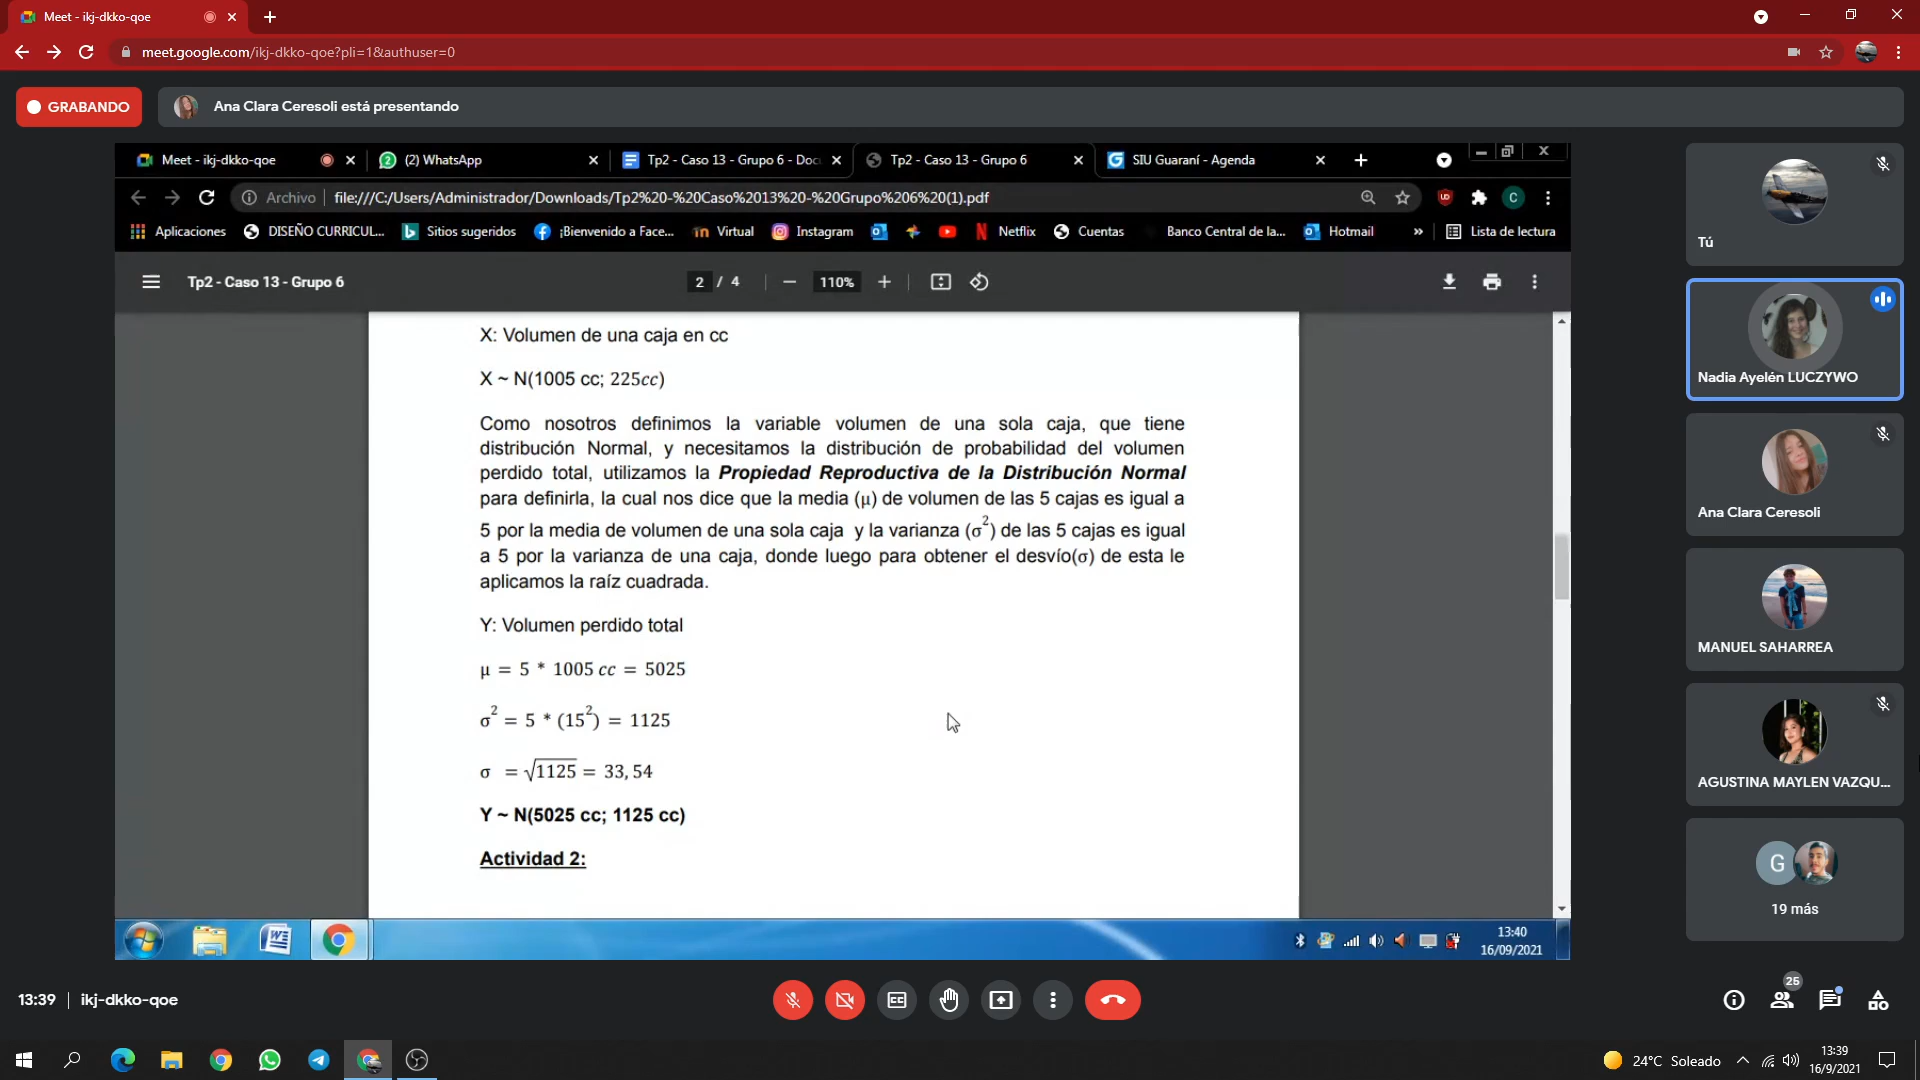 Meet - ikj-dkko-qoe
meet.google.com/ikj-dkko-qoe?pli=1&authuser=0
GRABANDO
Ana Clara Ceresoli está presentando
Meet - ikj-dkko-qoe
(2) WhatsApp
Tp2 - Caso 13 - Grupo 6 - Doc
Tp2 - Caso 13 - Grupo 6
SIU Guaraní - Agenda
Archivo
file:///C:/Users/Administrador/Downloads/Tp2%20-%20Caso%2013%20-%20Grupo%206%20(1).pdf
Aplicaciones
DISEÑO CURRICUL...
Sitios sugeridos
¡Bienvenido a Face...
Virtual
Instagram
Netflix
Cuentas
Banco Central de la...
Hotmail
»
Lista de lectura
Tp2 - Caso 13 - Grupo 6
2 / 4
110%
X: Volumen de una caja en cc
X ~ N(1005 cc; 225cc)
Como nosotros definimos la variable volumen de una sola caja, que tiene
distribución Normal, y necesitamos la distribución de probabilidad del volumen
perdido total, utilizamos la Propiedad Reproductiva de la Distribución Normal
para definirla, la cual nos dice que la media (μ) de volumen de las 5 cajas es igual a
5 por la media de volumen de una sola caja y la varianza (σ²) de las 5 cajas es igual
a 5 por la varianza de una caja, donde luego para obtener el desvío(σ) de esta le
aplicamos la raíz cuadrada.
Y: Volumen perdido total
μ = 5 * 1005 cc = 5025
σ² = 5 * (15²) = 1125
σ = √1125 = 33, 54
Y ~ N(5025 cc; 1125 cc)
Actividad 2:
13:40
16/09/2021
Tú
Nadia Ayelén LUCZYWO
Ana Clara Ceresoli
MANUEL SAHARREA
AGUSTINA MAYLEN VAZQU...
G
19 más
13:39 | ikj-dkko-qoe
25
24°C Soleado
13:39
16/9/2021